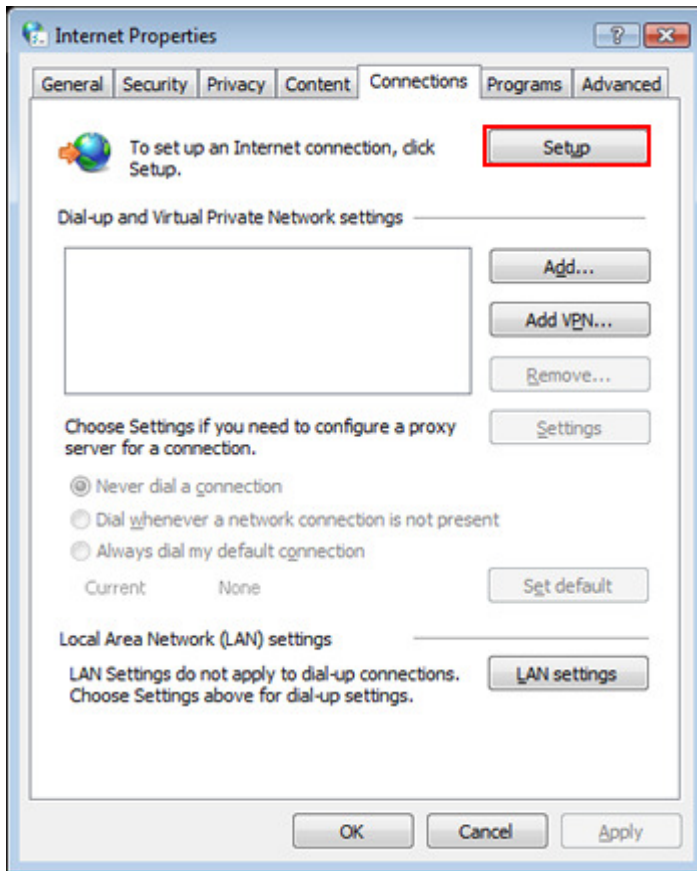 Internet Properties
General Security Privacy Content Connections Programs Advanced
To set up an Internet connection, click
Setup.
Setup
Dial-up and Virtual Private Network settings
Add...
Add VPN...
Remove...
Choose Settings if you need to configure a proxy
server for a connection.
Settings
Never dial a connection
Dial whenever a network connection is not present
Always dial my default connection
Current None
Set default
Local Area Network (LAN) settings
LAN Settings do not apply to dial-up connections.
Choose Settings above for dial-up settings.
LAN settings
OK Cancel Apply